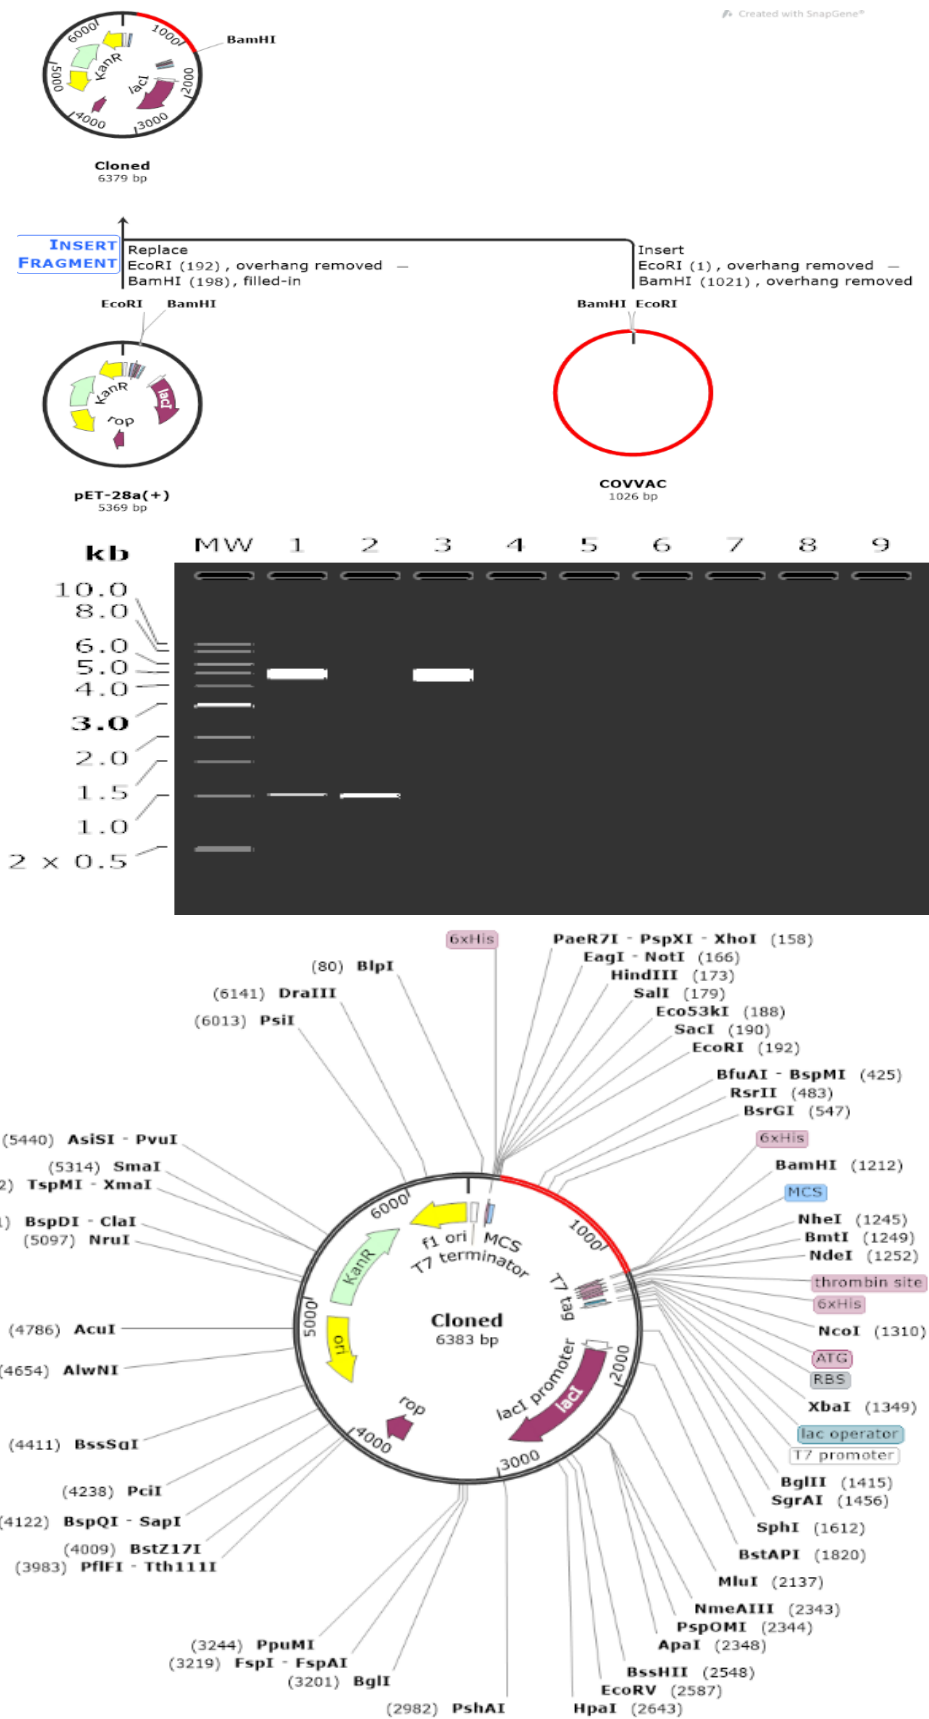 Created with SnapGene®
6000
1000
BamHI
5000
KanR
lacI
2000
4000
3000
Cloned
6379 bp
INSERT
FRAGMENT
Replace
EcoRI (192) , overhang removed —
BamHI (198), filled-in
Insert
EcoRI (1) , overhang removed —
BamHI (1021) , overhang removed
EcoRI BamHI
BamHI EcoRI
KanR
lacI
rop
pET-28a(+)
5369 bp
COVVAC
1026 bp
kb MW 1 2 3 4 5 6 7 8 9
10.0
8.0
6.0
5.0
4.0
3.0
2.0
1.5
1.0
2 x 0.5
6xHis
PaeR7I - PspXI - XhoI (158)
EagI - NotI (166)
(80) BlpI
HindIII (173)
(6141) DraIII
SalI (179)
(6013) PsiI
Eco53kI (188)
SacI (190)
EcoRI (192)
BfuAI - BspMI (425)
RsrII (483)
BsrGI (547)
6xHis
(5440) AsiSI - PvuI
(5314) SmaI
BamHI (1212)
2) TspMI - XmaI
MCS
) BspDI - ClaI
NheI (1245)
(5097) NruI
BmtI (1249)
NdeI (1252)
thrombin site
6xHis
(4786) AcuI
NcoI (1310)
(4654) AlwNI
ATG
RBS
XbaI (1349)
lac operator
(4411) BssSαI
T7 promoter
(4238) PciI
BglII (1415)
SgrAI (1456)
(4122) BspQI - SapI
SphI (1612)
(4009) BstZ17I
BstAPI (1820)
(3983) PflFI - Tth111I
MluI (2137)
NmeAIII (2343)
PspOMI (2344)
(3244) PpuMI
ApaI (2348)
(3219) FspI - FspAI
BssHII (2548)
(3201) BglI
EcoRV (2587)
(2982) PshAI
HpaI (2643)
6000
1000
f1 ori
MCS
T7 terminator
KanR
T7 tag
5000
Cloned
6383 bp
ori
lacI promoter
lacI
2000
rop
4000
3000